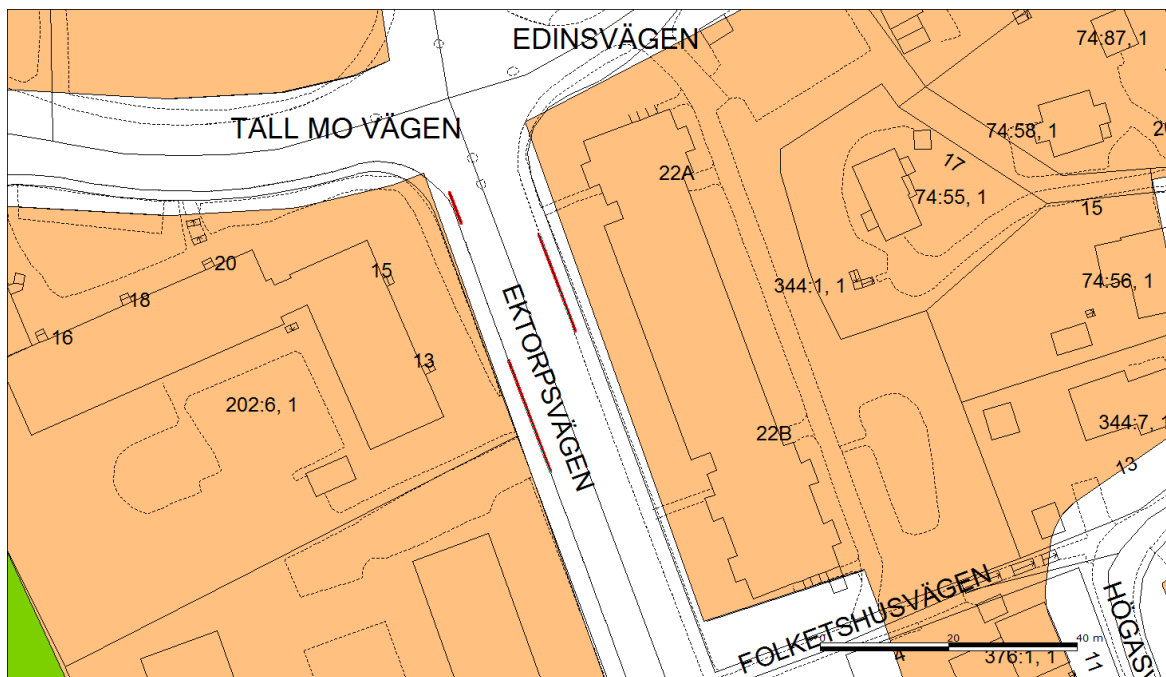 EDINSVÄGEN
74:87, 1
TALL MO VÄGEN
74:58, 1
22A
17
74:55, 1
15
20
15
344:1, 1
74:56, 1
18
16
EKTORPSVÄGEN
13
202:6, 1
22B
344:7, 1
13
FOLKETSHUSVÄGEN
HÖGASV
0 20 40 m
4
376:1, 1
11